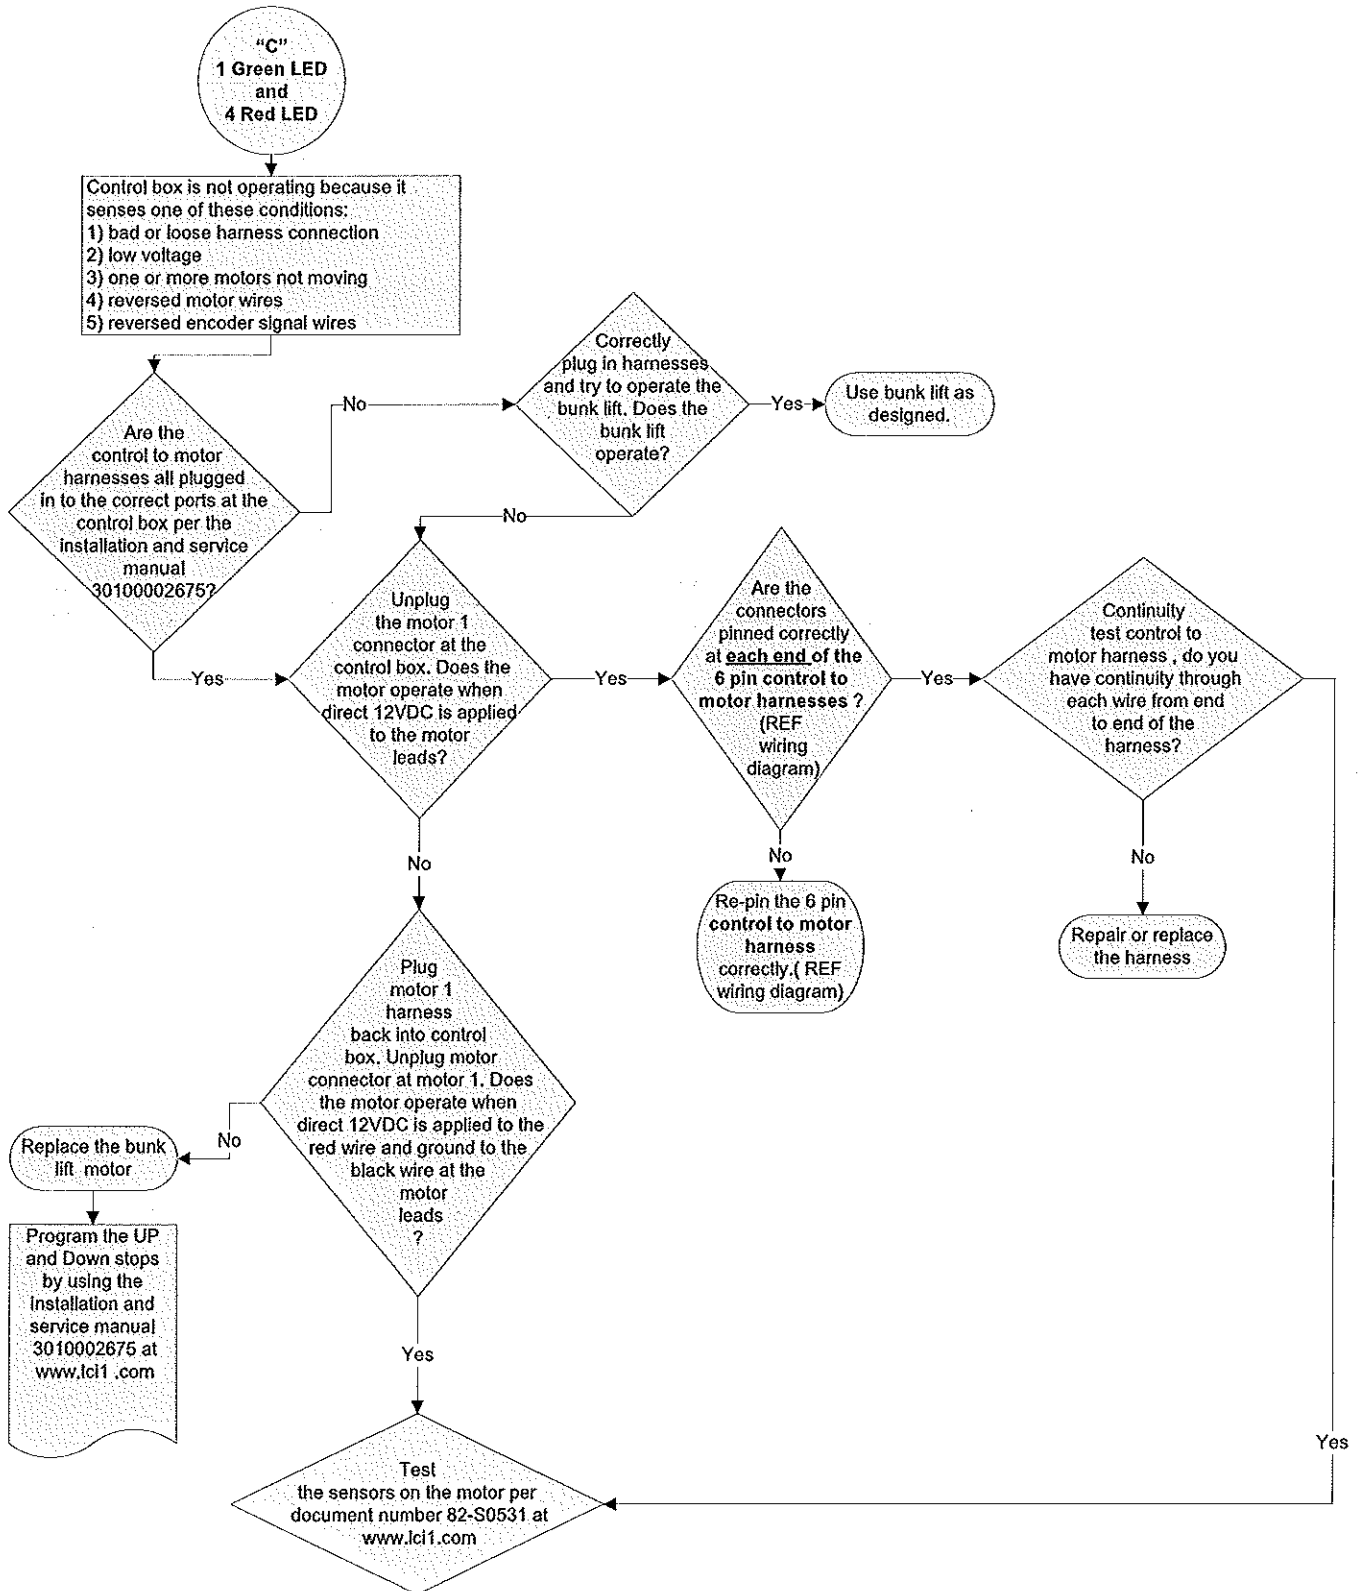 “C”
1 Green LED
and
4 Red LED
Control box is not operating because it
senses one of these conditions:
1) bad or loose harness connection
2) low voltage
3) one or more motors not moving
4) reversed motor wires
5) reversed encoder signal wires
Are the
control to motor
harnesses all plugged
in to the correct ports at the
control box per the
installation and service
manual
30100002675?
No
Correctly
plug in harnesses
and try to operate the
bunk lift. Does the
bunk lift
operate?
Yes
Use bunk lift as
designed.
No
Yes
Unplug
the motor 1
connector at the
control box. Does the
motor operate when
direct 12VDC is applied
to the motor
leads?
Yes
Are the
connectors
pinned correctly
at each end of the
6 pin control to
motor harnesses ?
(REF
wiring
diagram)
Yes
Continuity
test control to
motor harness , do you
have continuity through
each wire from end
to end of the
harness?
No
No
Re-pin the 6 pin
control to motor
harness
correctly.( REF
wiring diagram)
No
Repair or replace
the harness
Plug
motor 1
harness
back into control
box. Unplug motor
connector at motor 1. Does
the motor operate when
direct 12VDC is applied to the
red wire and ground to the
black wire at the
motor
leads
?
No
Replace the bunk
lift motor
Program the UP
and Down stops
by using the
installation and
service manual
3010002675 at
www.lci1 .com
Yes
Yes
Test
the sensors on the motor per
document number 82-S0531 at
www.lci1.com